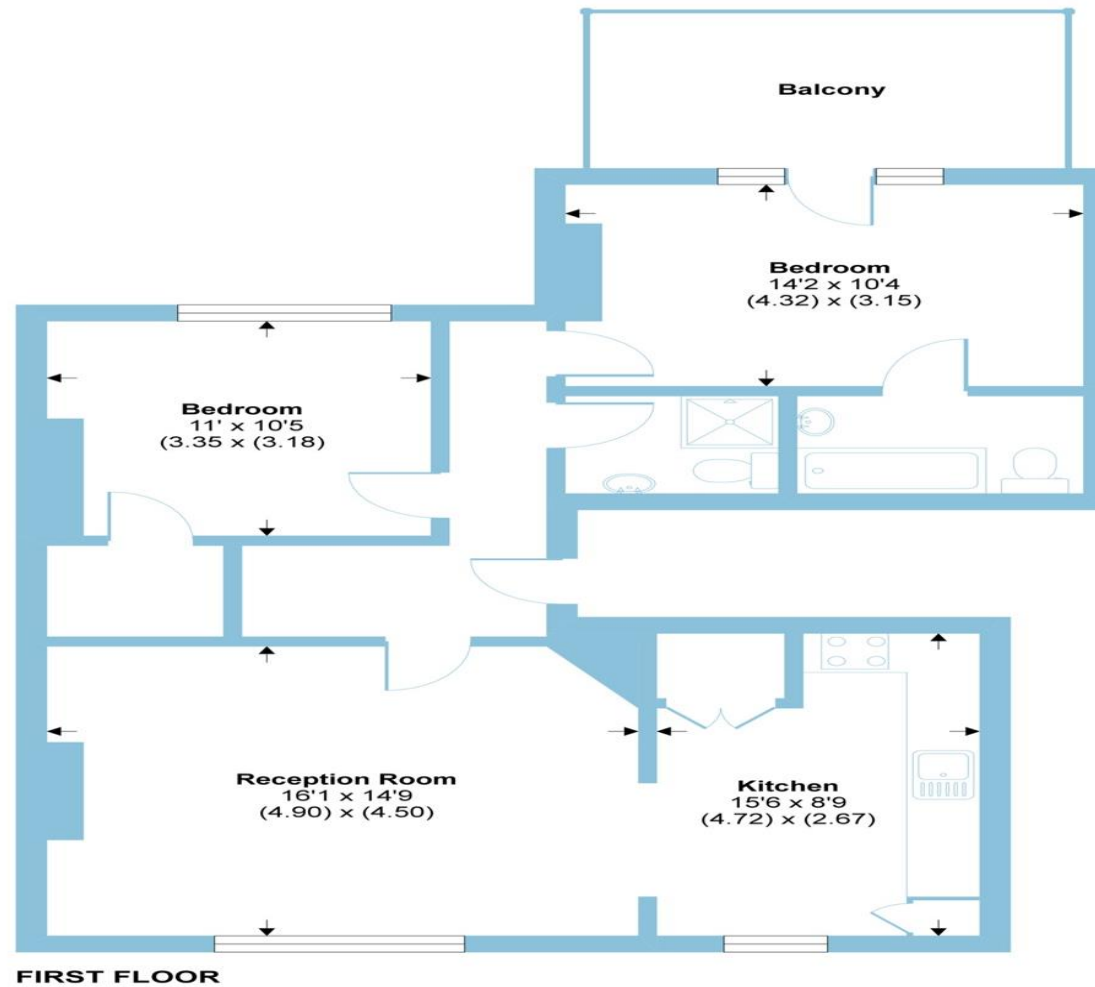 Balcony
Bedroom
14'2 x 10'4
(4.32) x (3.15)
Bedroom
11' x 10'5
(3.35 x (3.18)
Reception Room
16'1 x 14'9
(4.90) x (4.50)
Kitchen
15'6 x 8'9
(4.72) x (2.67)
FIRST FLOOR